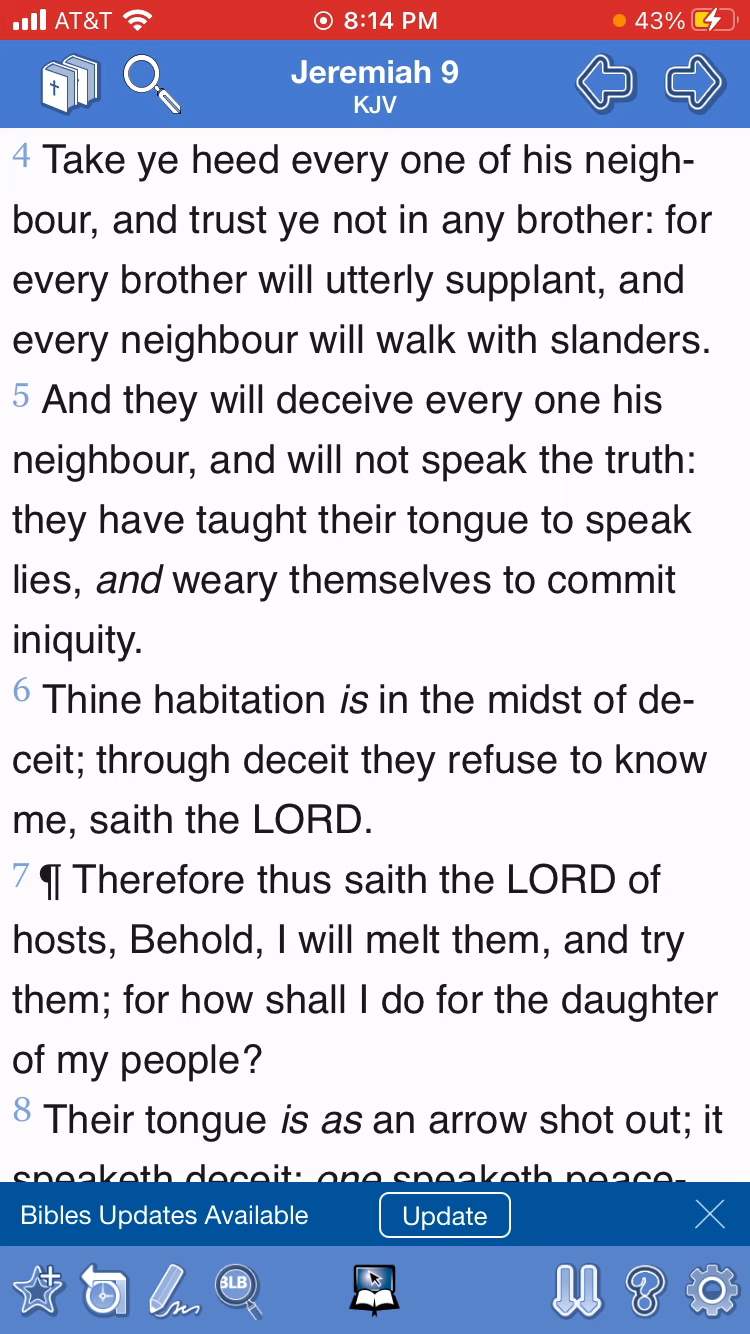 AT&T 8:14 PM 43%
Jeremiah 9
KJV
4 Take ye heed every one of his neigh-
bour, and trust ye not in any brother: for
every brother will utterly supplant, and
every neighbour will walk with slanders.
5 And they will deceive every one his
neighbour, and will not speak the truth:
they have taught their tongue to speak
lies, and weary themselves to commit
iniquity.
6 Thine habitation is in the midst of de-
ceit; through deceit they refuse to know
me, saith the LORD.
7 ¶ Therefore thus saith the LORD of
hosts, Behold, I will melt them, and try
them; for how shall I do for the daughter
of my people?
8 Their tongue is as an arrow shot out; it
speaketh deceit: one speaketh peace-
Bibles Updates Available Update
BLB